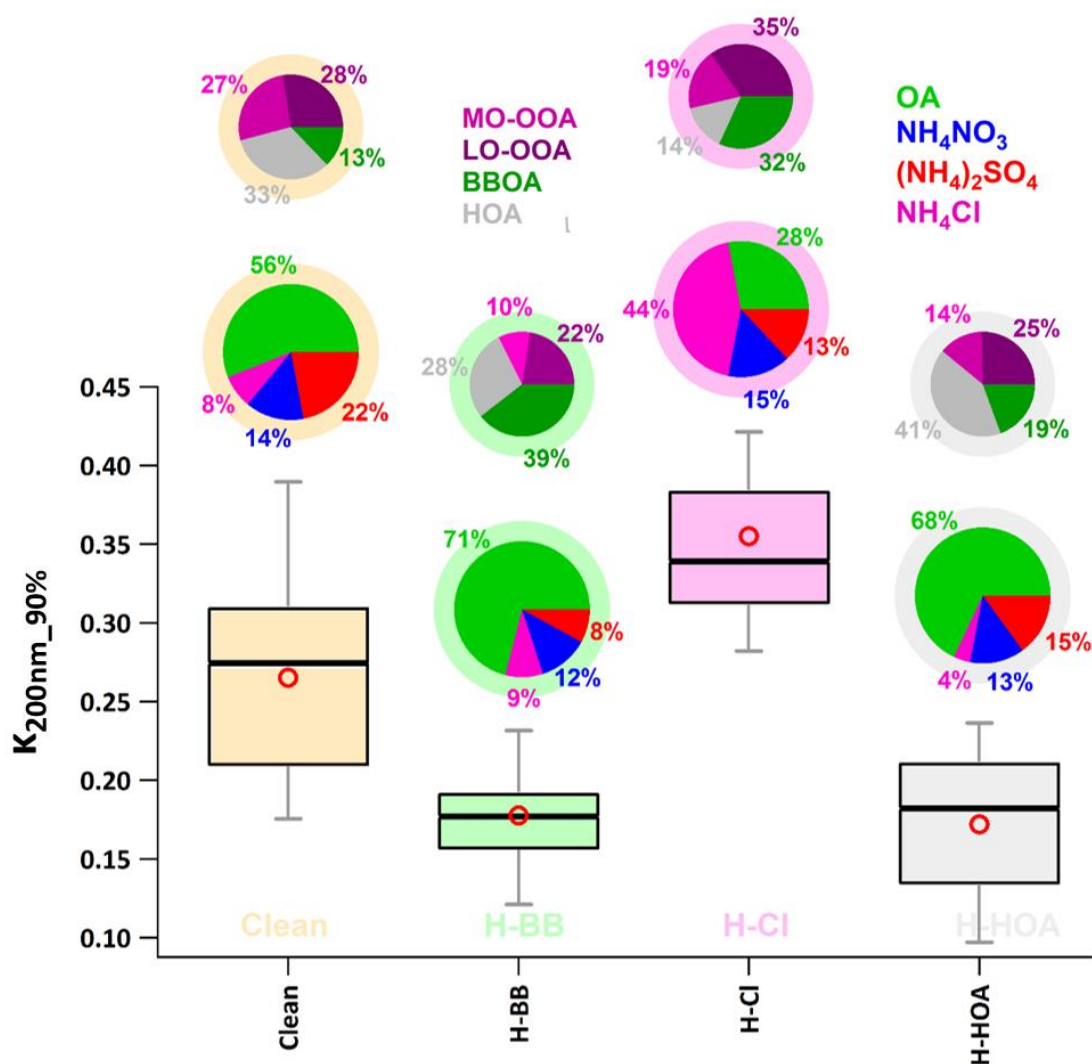 35%
27%
28%
19%
MO-OOA
LO-OOA
BBOA
HOA
OA
NH₄NO₃
(NH₄)₂SO₄
NH₄Cl
13%
33%
14%
32%
56%
28%
44%
13%
15%
8%
14%
22%
10%
22%
28%
39%
14%
25%
41%
19%
71%
8%
12%
9%
68%
15%
13%
4%
0.45
0.40
0.35
0.30
0.25
0.20
0.15
0.10
K200nm_90%
Clean
H-BB
H-Cl
H-HOA
Clean
H-BB
H-Cl
H-HOA